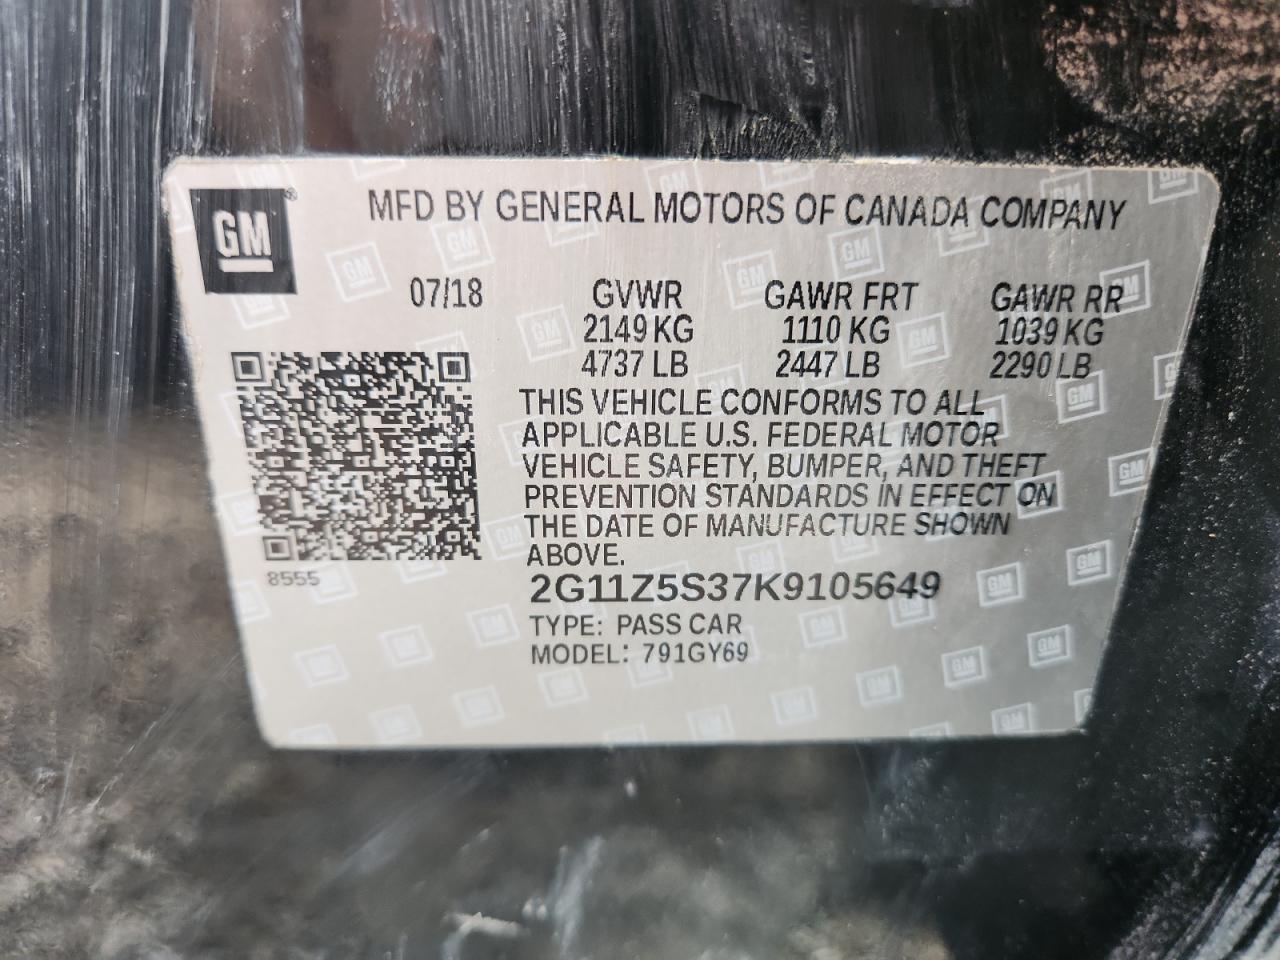 GM
MFD BY GENERAL MOTORS OF CANADA COMPANY
07/18 GVWR GAWR FRT GAWR RR
2149 KG 1110 KG 1039 KG
4737 LB 2447 LB 2290 LB
THIS VEHICLE CONFORMS TO ALL
APPLICABLE U.S. FEDERAL MOTOR
VEHICLE SAFETY, BUMPER, AND THEFT
PREVENTION STANDARDS IN EFFECT ON
THE DATE OF MANUFACTURE SHOWN
ABOVE.
8555
2G11Z5S37K9105649
TYPE: PASS CAR
MODEL: 791GY69